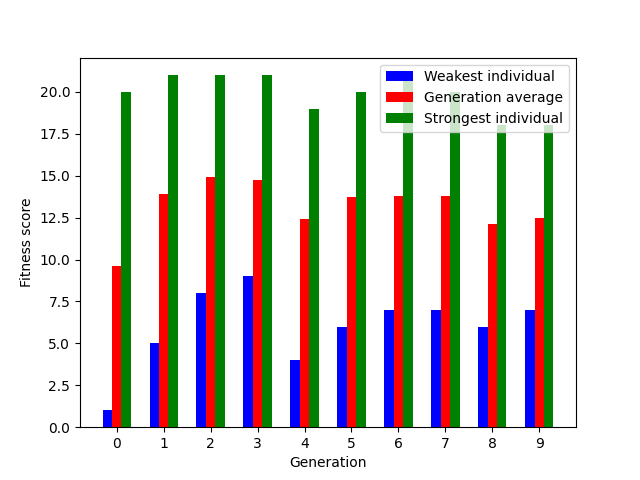 Weakest individual
Generation average
Strongest individual
20.0
17.5
15.0
12.5
10.0
7.5
5.0
2.5
0.0
Fitness score
0 1 2 3 4 5 6 7 8 9
Generation